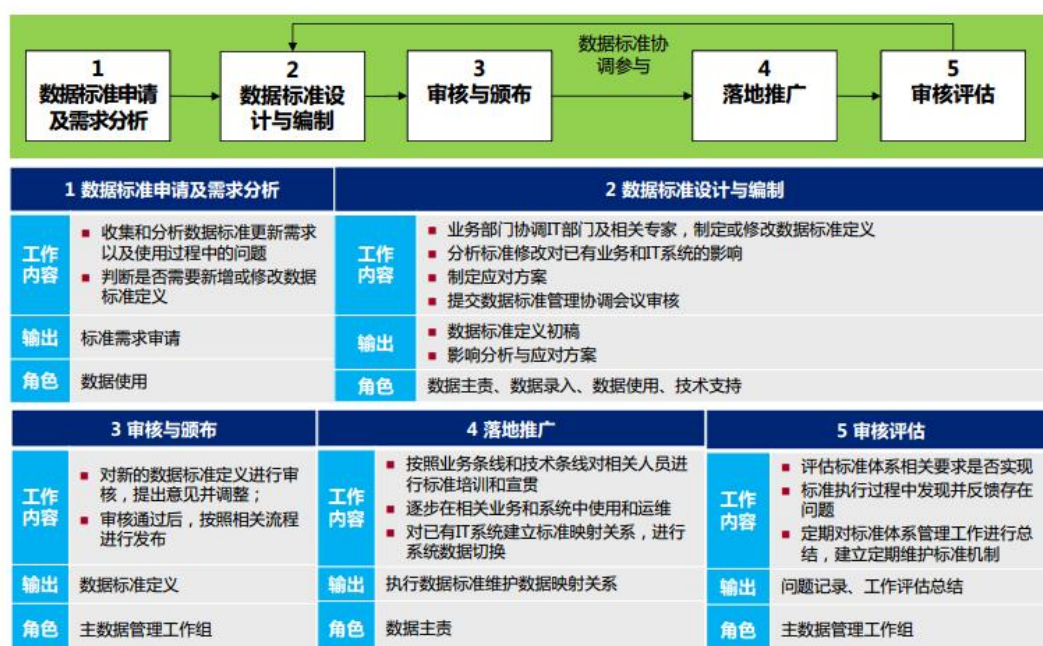 1
数据标准申请
及需求分析
2
数据标准设
计与编制
3
审核与颁布
数据标准协
调参与
4
落地推广
5
审核评估
1 数据标准申请及需求分析
工作
内容
■ 收集和分析数据标准更新需求
以及使用过程中的问题
■ 判断是否需要新增或修改数据
标准定义
输出
标准需求申请
角色
数据使用
2 数据标准设计与编制
工作
内容
■ 业务部门协调IT部门及相关专家，制定或修改数据标准定义
■ 分析标准修改对已有业务和IT系统的影响
■ 制定应对方案
■ 提交数据标准管理协调会议审核
输出
■ 数据标准定义初稿
■ 影响分析与应对方案
角色
数据主责、数据录入、数据使用、技术支持
3 审核与颁布
工作
内容
■ 对新的数据标准定义进行审
核，提出意见并调整；
■ 审核通过后，按照相关流程
进行发布
输出
数据标准定义
角色
主数据管理工作组
4 落地推广
工作
内容
■ 按照业务条线和技术条线对相关人员进
行标准培训和宣贯
■ 逐步在相关业务和系统中使用和运维
■ 对已有IT系统建立标准映射关系，进行
系统数据切换
输出
执行数据标准维护数据映射关系
角色
数据主责
5 审核评估
工作
内容
■ 评估标准体系相关要求是否实现
■ 标准执行过程中发现并反馈存在
问题
■ 定期对标准体系管理工作进行总
结，建立定期维护标准机制
输出
问题记录、工作评估总结
角色
主数据管理工作组